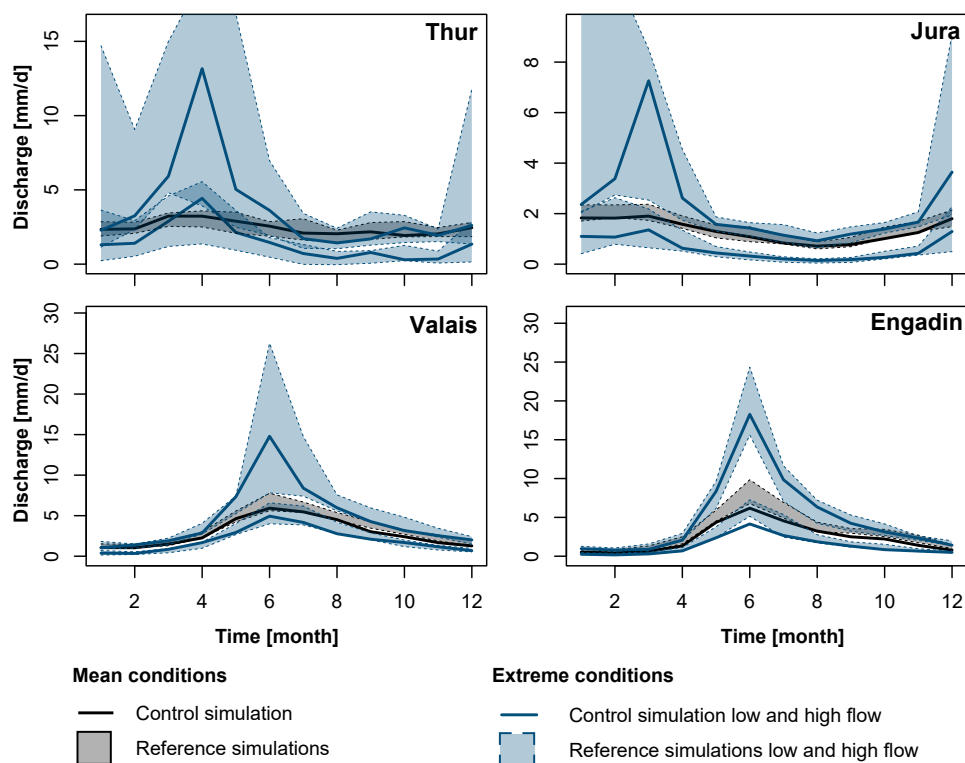 Thur
Discharge [mm/d]
0
5
10
15
Jura
0
2
4
6
8
Valais
Discharge [mm/d]
0
5
10
15
20
25
30
2
4
6
8
10
12
Time [month]
Engadin
0
5
10
15
20
25
30
2
4
6
8
10
12
Time [month]
Mean conditions
Control simulation
Reference simulations
Extreme conditions
Control simulation low and high flow
Reference simulations low and high flow